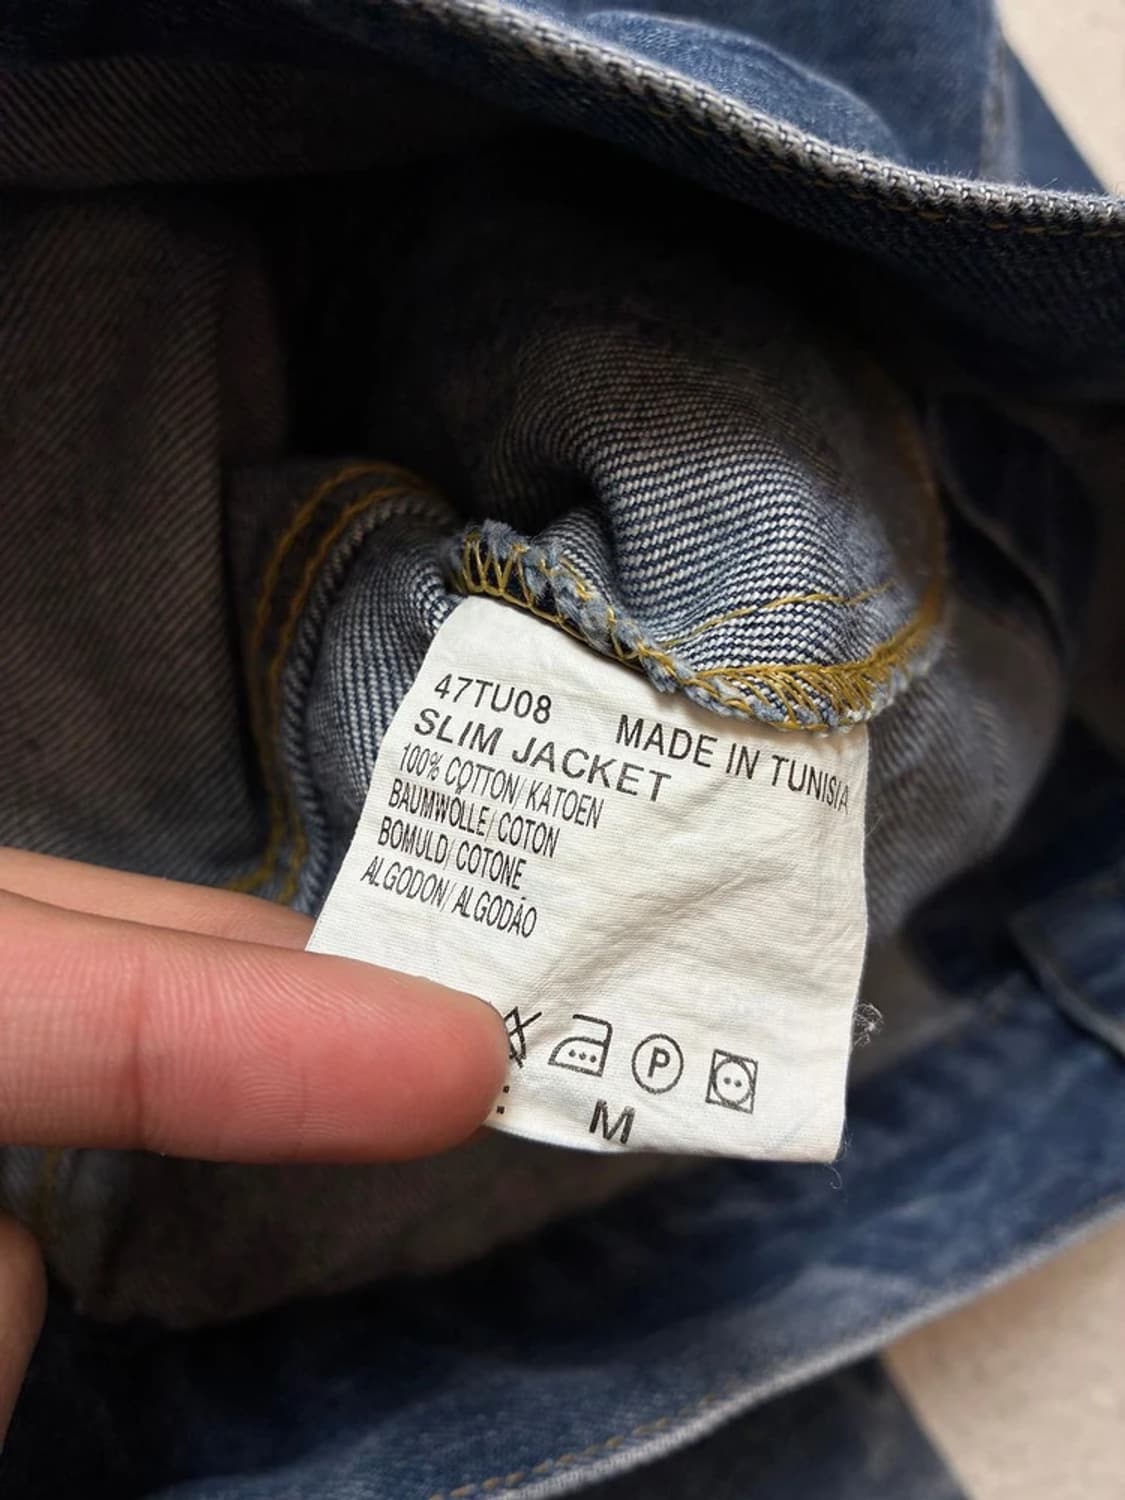 47TU08 MADE IN TUNISIA
SLIM JACKET
100% COTTON/KATOEN
BAUMWOLLE/COTON
BOMULD/COTONE
ALGODON/ALGODÃO
P
: M